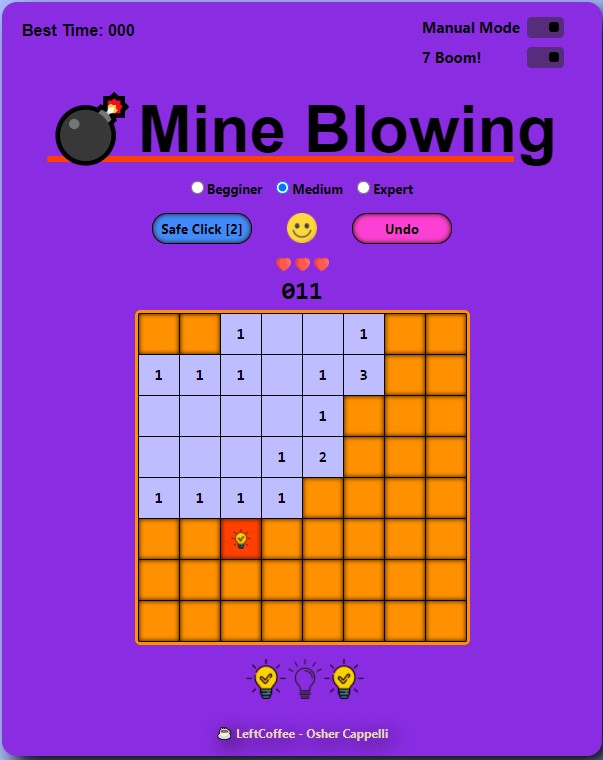 Best Time: 000
Manual Mode
7 Boom!
Mine Blowing
Begginer Medium Expert
Safe Click [2] Undo
011
1 1
1 1 1 1 3
1
1 2
1 1 1 1
LeftCoffee - Osher Cappelli